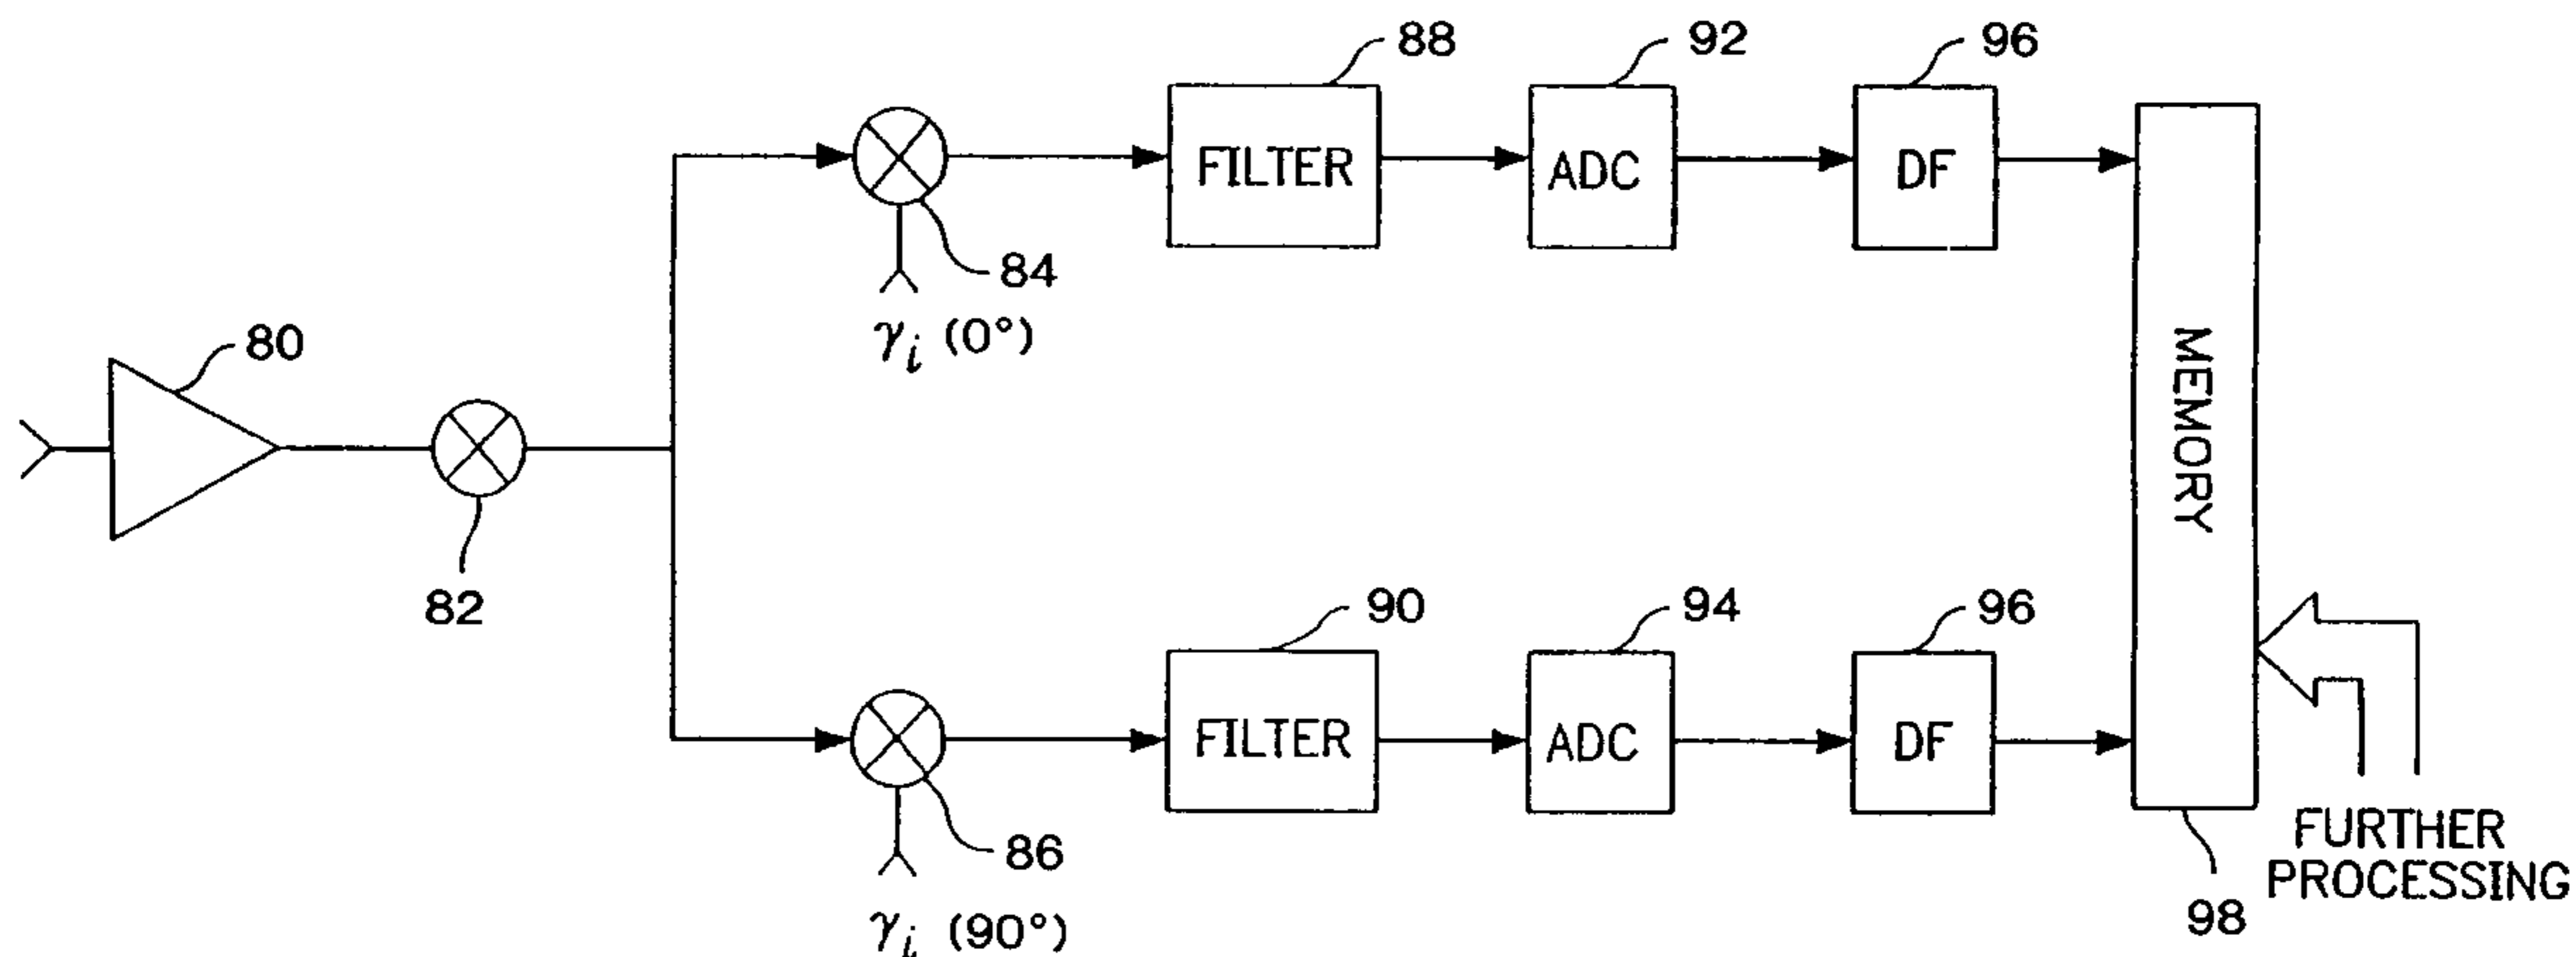 88
92
96
FILTER
ADC
DF
84
γi (0°)
80
MEMORY
82
90
94
96
FILTER
ADC
DF
86
γi (90°)
FURTHER
PROCESSING
98